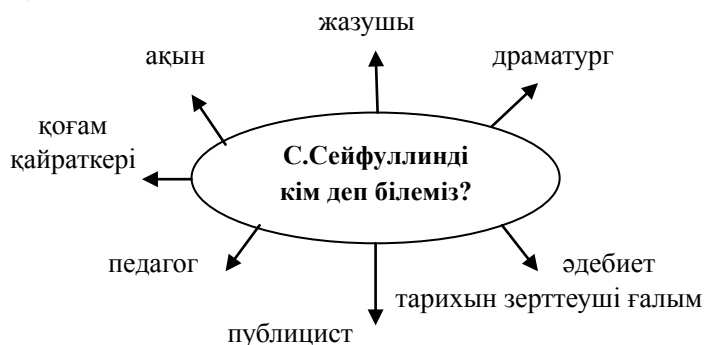 жазушы
ақын
драматург
қоғам
қайраткері
С.Сейфуллинді
кім деп білеміз?
педагог
әдебиет
тарихын зерттеуші ғалым
публицист